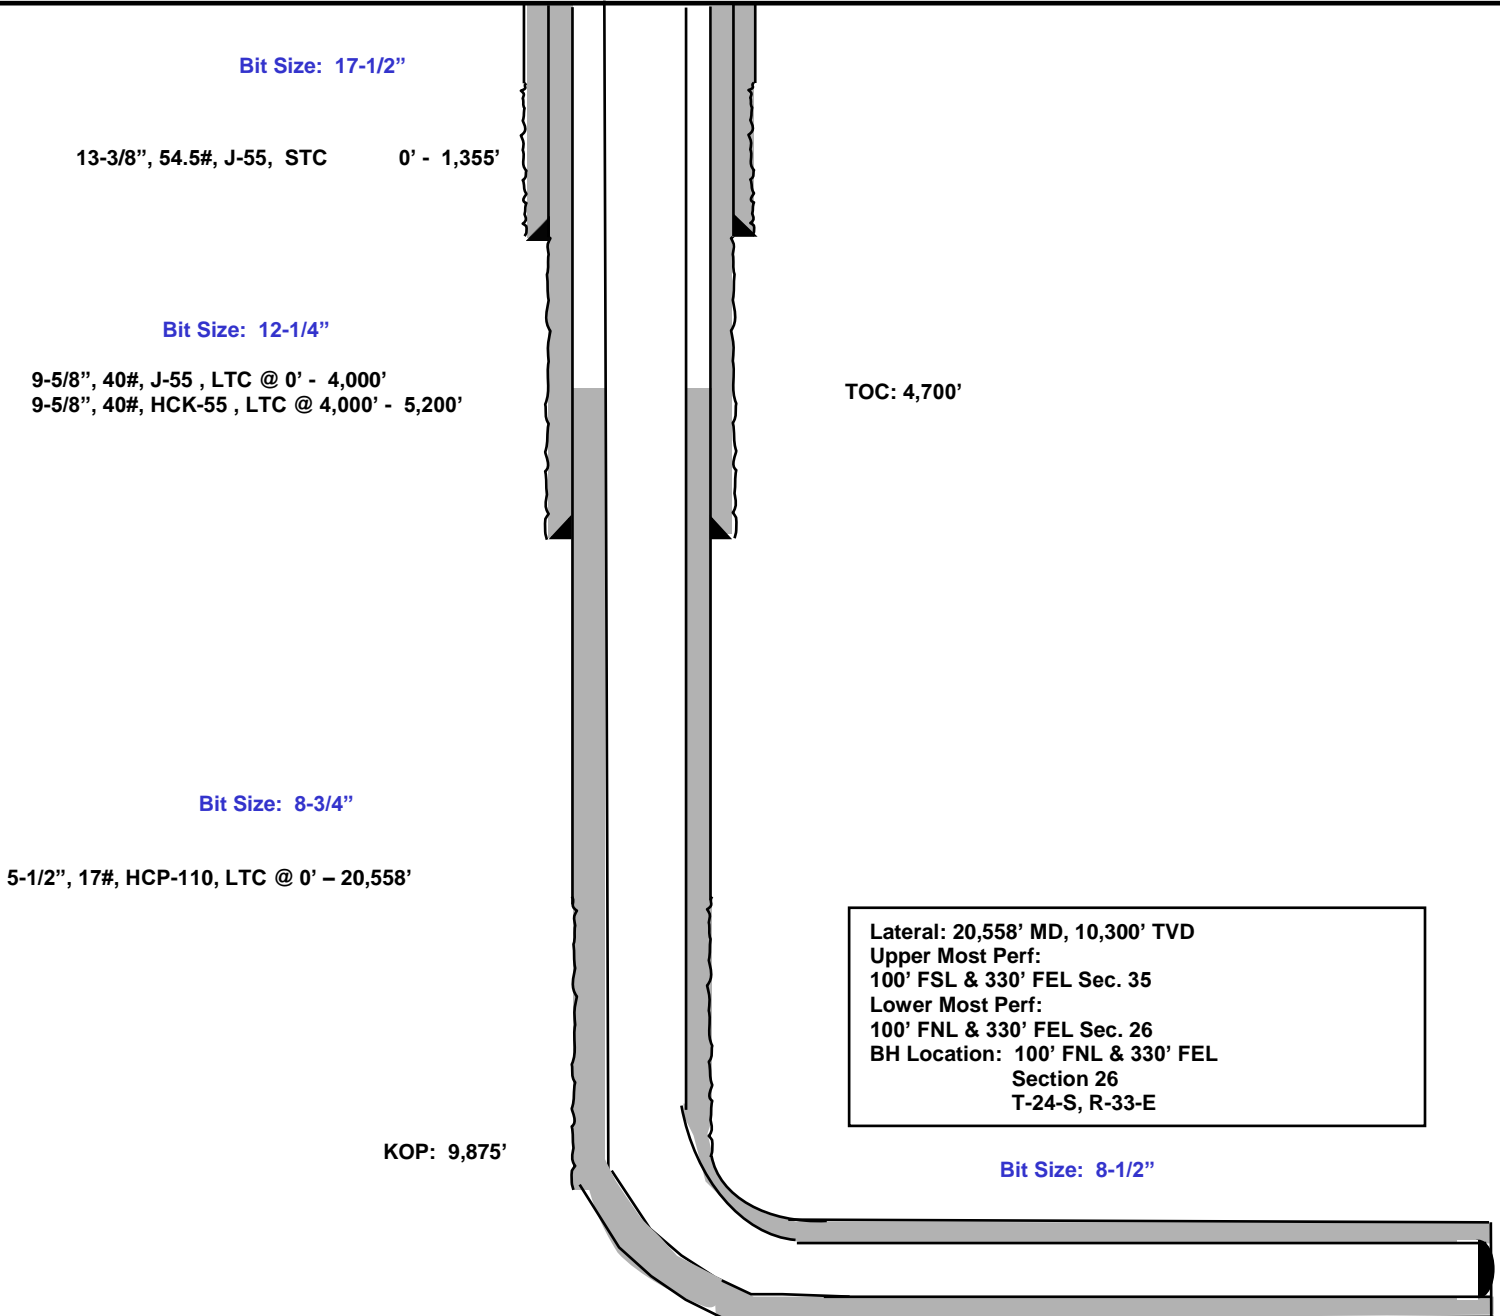 Bit Size: 17-1/2”
13-3/8”, 54.5#, J-55, STC 0’ - 1,355’
Bit Size: 12-1/4”
9-5/8”, 40#, J-55 , LTC @ 0’ - 4,000’
9-5/8”, 40#, HCK-55 , LTC @ 4,000’ - 5,200’
TOC: 4,700’
Bit Size: 8-3/4”
5-1/2”, 17#, HCP-110, LTC @ 0’ – 20,558’
Lateral: 20,558’ MD, 10,300’ TVD
Upper Most Perf:
100’ FSL & 330’ FEL Sec. 35
Lower Most Perf:
100’ FNL & 330’ FEL Sec. 26
BH Location: 100’ FNL & 330’ FEL
Section 26
T-24-S, R-33-E
KOP: 9,875’
Bit Size: 8-1/2”